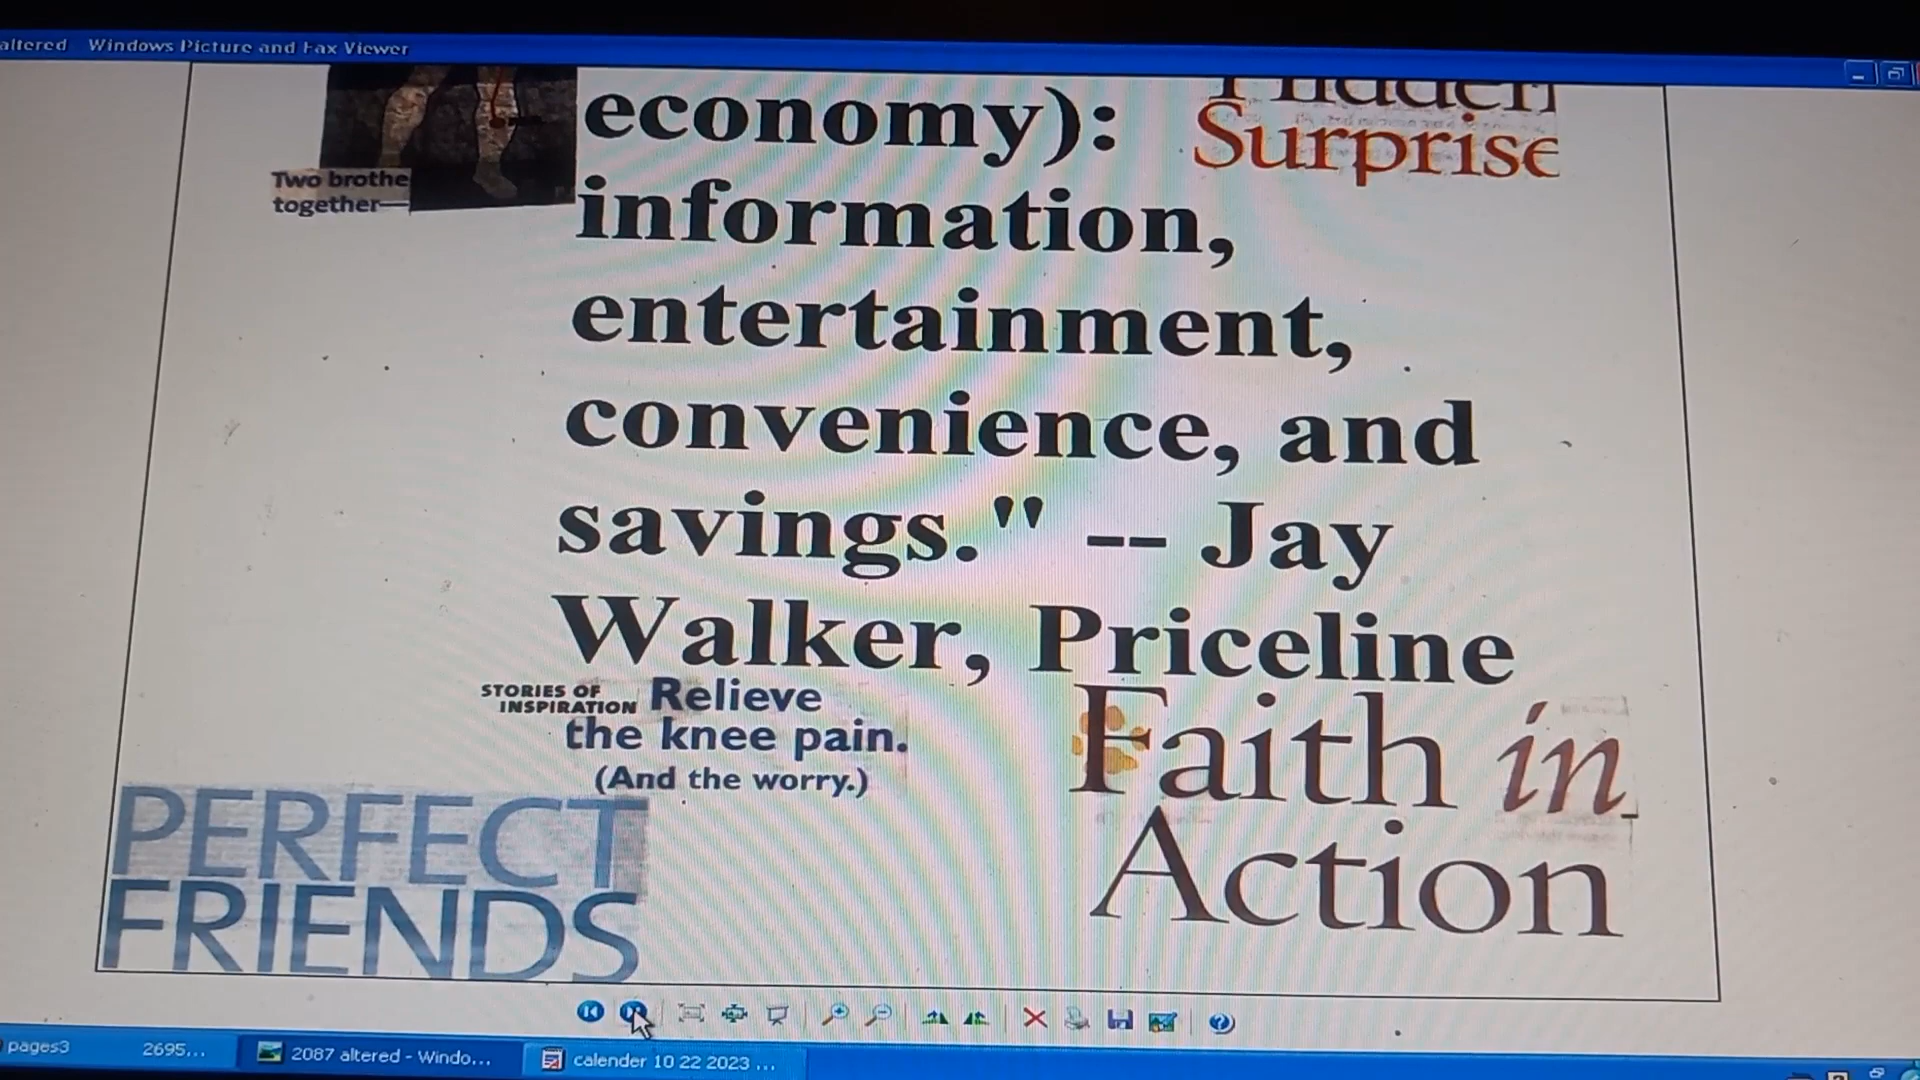 altered Windows Picture and Fax Viewer
economy):
Hidden
Surprise
Two brothe
together—
information,
entertainment,
convenience, and
savings." -- Jay
Walker, Priceline
STORIES OF
INSPIRATION
Relieve
the knee pain.
(And the worry.)
Faith in
Action
PERFECT
FRIENDS
pages3
2695...
2087 altered - Windo...
calender 10 22 2023 ...